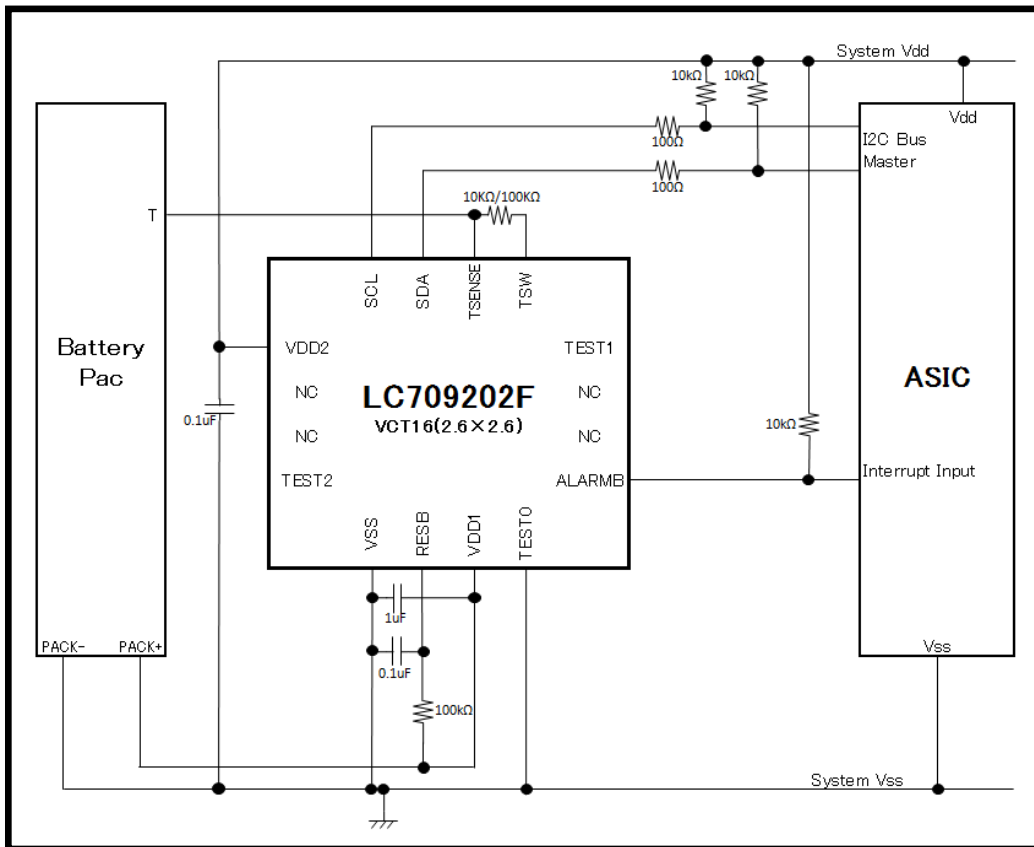 System Vdd
10kΩ
10kΩ
Vdd
I2C Bus
Master
100Ω
100Ω
10KΩ/100KΩ
T
SCL
SDA
TSENSE
TSW
Battery
Pac
VDD2
TEST1
NC
LC709202F
VCT16(2.6×2.6)
ASIC
0.1uF
NC
NC
10kΩ
TEST2
ALARMB
Interrupt Input
VSS
RESB
VDD1
TEST0
1uF
0.1uF
PACK-
PACK+
Vss
100kΩ
System Vss